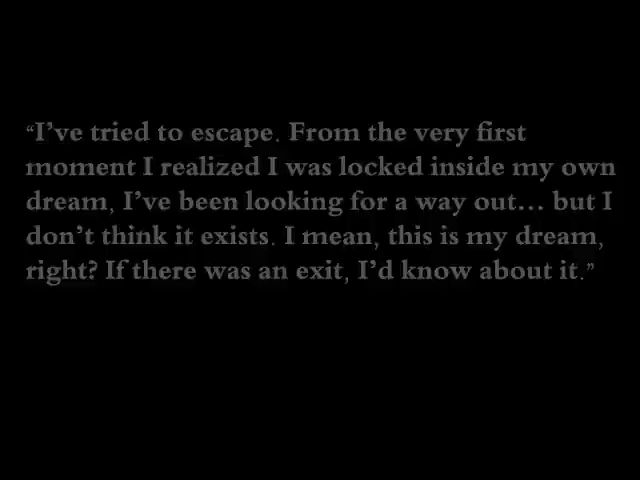 “I’ve tried to escape. From the very first
moment I realized I was locked inside my own
dream, I’ve been looking for a way out… but I
don’t think it exists. I mean, this is my dream,
right? If there was an exit, I’d know about it.”